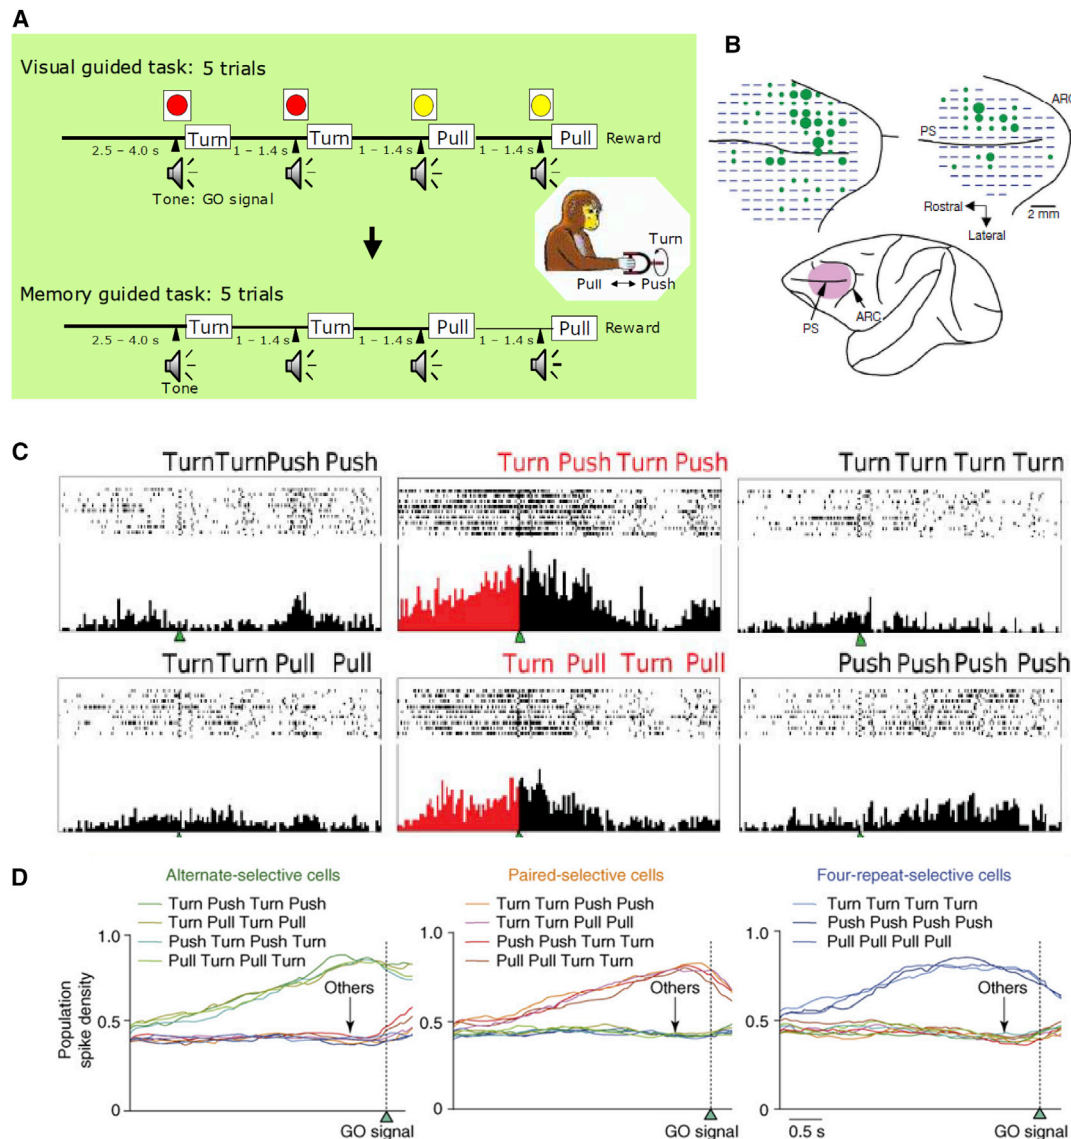 A
Visual guided task: 5 trials
Turn Turn Pull Pull Reward
2.5 – 4.0 s 1 – 1.4 s 1 – 1.4 s 1 – 1.4 s
Tone: GO signal
Turn
Pull Push
Memory guided task: 5 trials
Turn Turn Pull Pull Reward
2.5 – 4.0 s 1 – 1.4 s 1 – 1.4 s 1 – 1.4 s
Tone
B
ARC
PS
Rostral
Lateral
2 mm
PS
ARC
C
TurnTurnPush Push
Turn Push Turn Push
Turn Turn Turn Turn
Turn Turn Pull Pull
Turn Pull Turn Pull
Push Push Push Push
D
Alternate-selective cells
Turn Push Turn Push
Turn Pull Turn Pull
Push Turn Push Turn
Pull Turn Pull Turn
Others
Population
spike density
1.0
0.5
0
GO signal
Paired-selective cells
Turn Turn Push Push
Turn Turn Pull Pull
Push Push Turn Turn
Pull Pull Turn Turn
Others
1.0
0.5
0
GO signal
Four-repeat-selective cells
Turn Turn Turn Turn
Push Push Push Push
Pull Pull Pull Pull
Others
1.0
0.5
0
0.5 s
GO signal